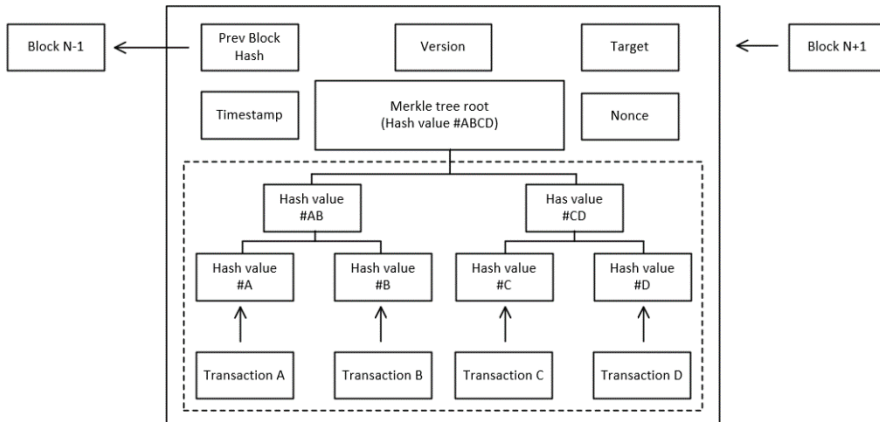 Block N-1
Prev Block
Hash
Version
Target
Block N+1
Timestamp
Merkle tree root
(Hash value #ABCD)
Nonce
Hash value
#AB
Has value
#CD
Hash value
#A
Hash value
#B
Hash value
#C
Hash value
#D
Transaction A
Transaction B
Transaction C
Transaction D